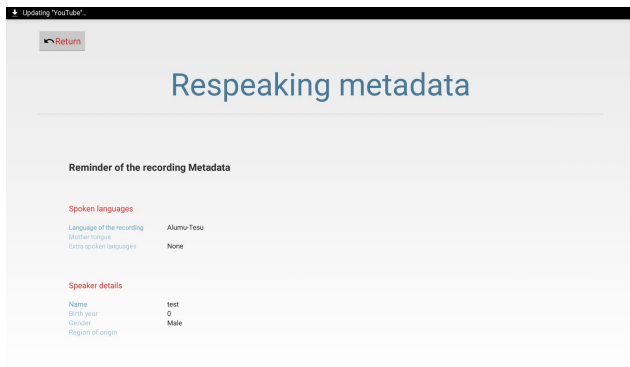 Updating "YouTube"...
Return
Respeaking metadata
Reminder of the recording Metadata
Spoken languages
Language of the recording Alumu-Tesu
Mother tongue
Extra spoken languages None
Speaker details
Name test
Birth year 0
Gender Male
Region of origin